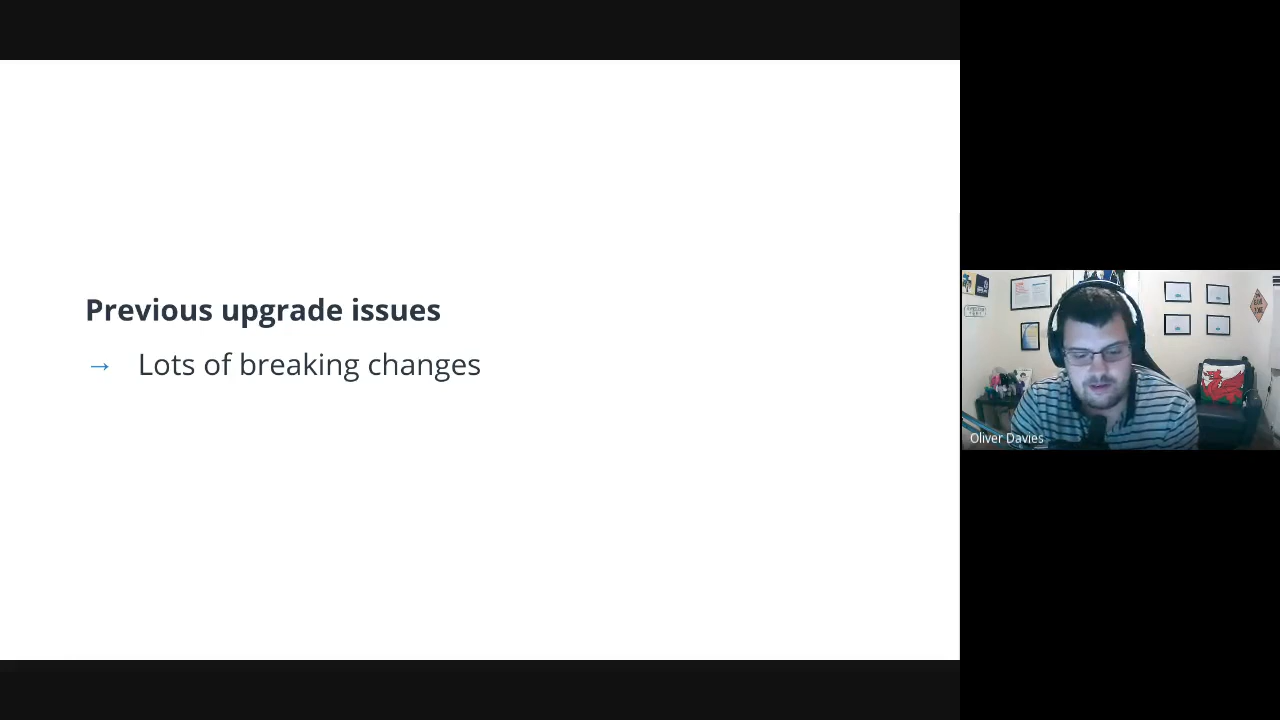 Previous upgrade issues
→ Lots of breaking changes
Oliver Davies